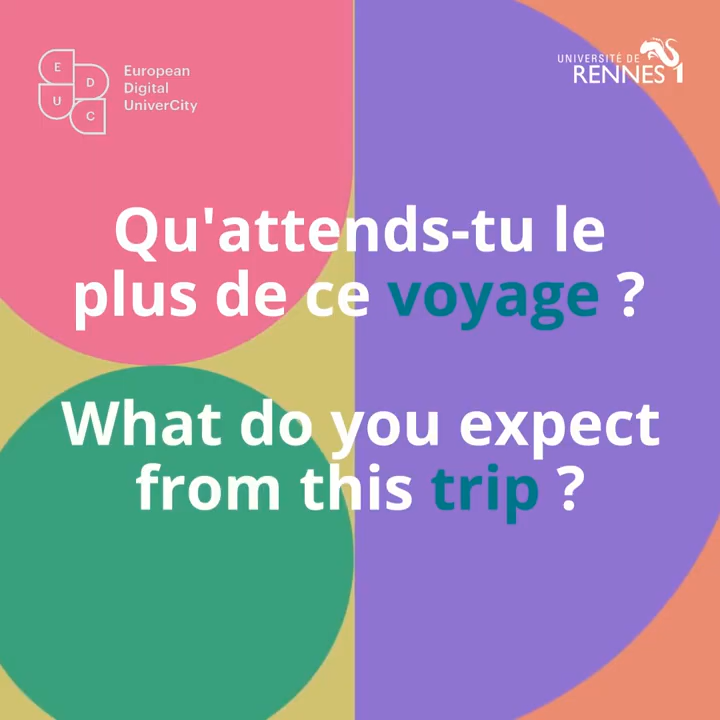 E
D
U
C
European
Digital
UniverCity
UNIVERSITÉ DE
RENNES 1
Qu'attends-tu le
plus de ce voyage ?
What do you expect
from this trip ?